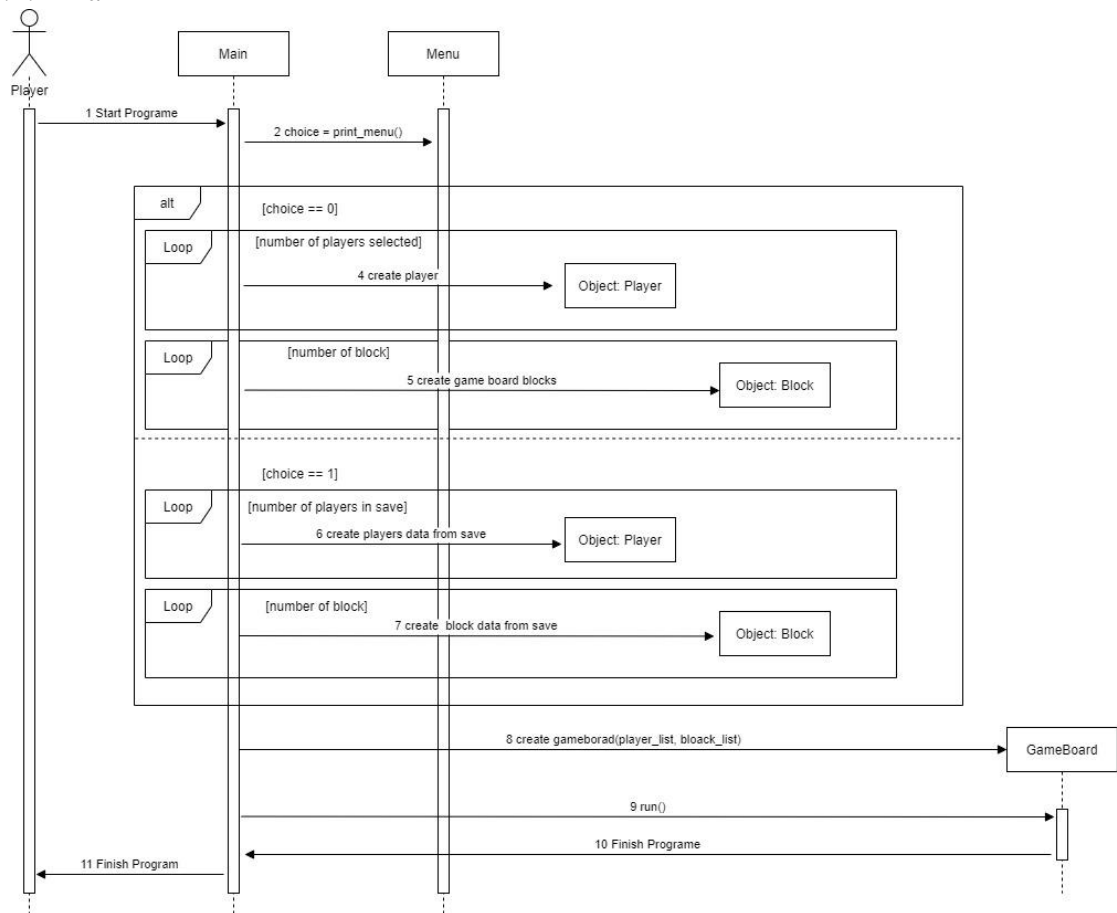 Player
Main
Menu
1 Start Programe
2 choice = print_menu()
alt
[choice == 0]
Loop
[number of players selected]
4 create player
Object: Player
Loop
[number of block]
5 create game board blocks
Object: Block
[choice == 1]
Loop
[number of players in save]
6 create players data from save
Object: Player
Loop
[number of block]
7 create block data from save
Object: Block
8 create gameborad(player_list, bloack_list)
GameBoard
9 run()
10 Finish Programe
11 Finish Program